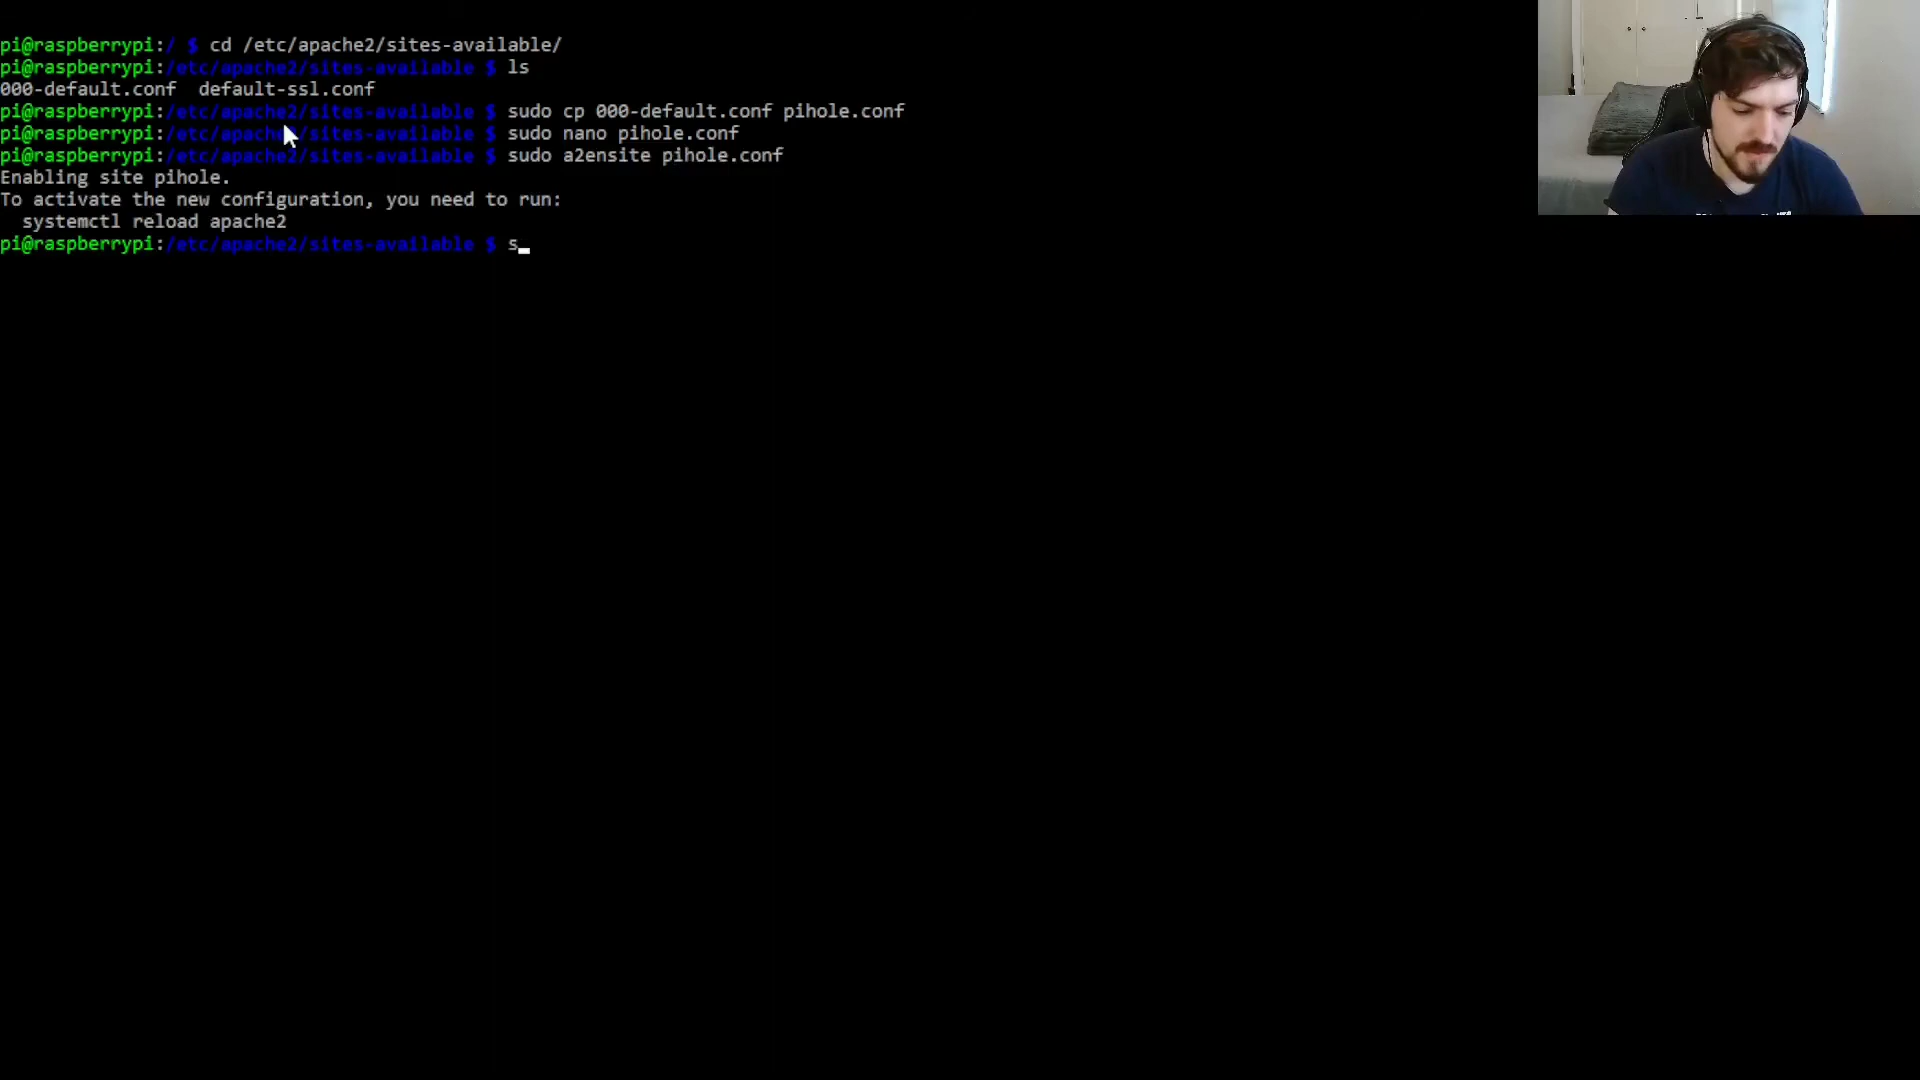 pi@raspberrypi:/ $ cd /etc/apache2/sites-available/
pi@raspberrypi:/etc/apache2/sites-available $ ls
000-default.conf  default-ssl.conf
pi@raspberrypi:/etc/apache2/sites-available $ sudo cp 000-default.conf pihole.conf
pi@raspberrypi:/etc/apache2/sites-available $ sudo nano pihole.conf
pi@raspberrypi:/etc/apache2/sites-available $ sudo a2ensite pihole.conf
Enabling site pihole.
To activate the new configuration, you need to run:
  systemctl reload apache2
pi@raspberrypi:/etc/apache2/sites-available $ s